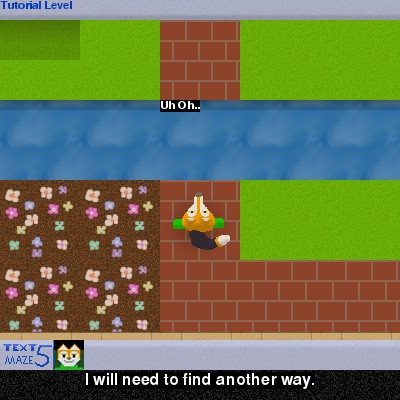 Tutorial Level
Uh Oh..
TEXT
MAZE 5
I will need to find another way.